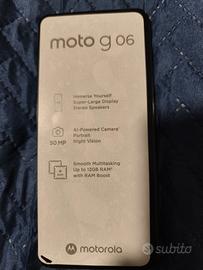 moto g 06
Immerse Yourself
Super-Large Display
Stereo Speakers
50 MP
AI-Powered Camera
Portrait
Night Vision
Smooth Multitasking
Up to 12GB RAM*
with RAM Boost
motorola
subito